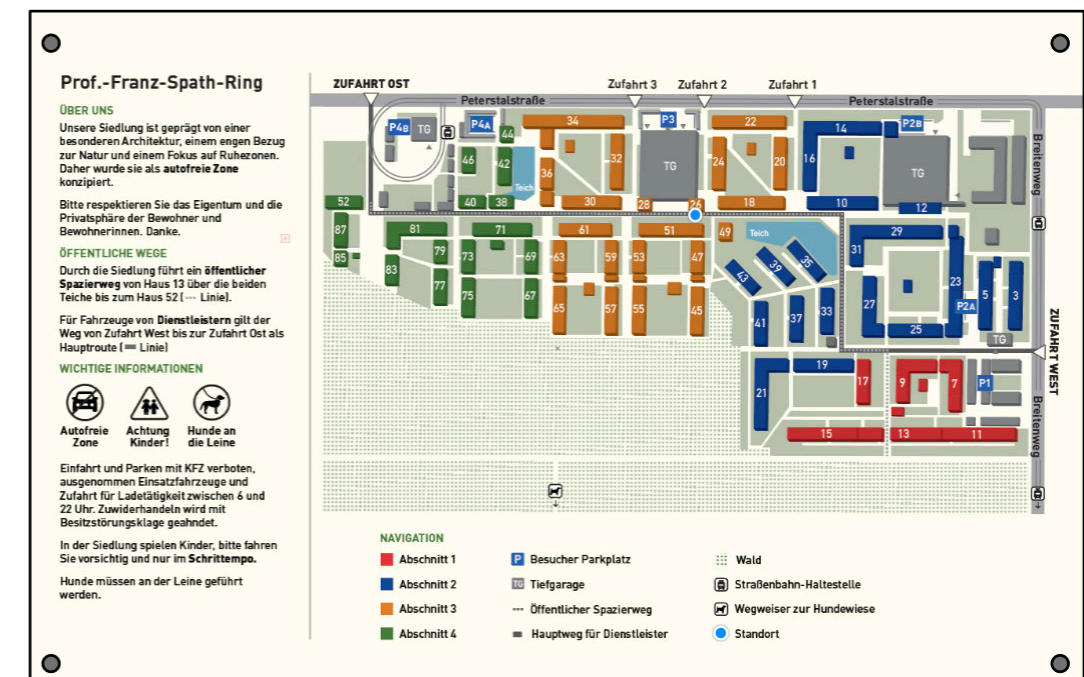 Prof.-Franz-Spath-Ring
ÜBER UNS
Unsere Siedlung ist geprägt von einer
besonderen Architektur, einem engen Bezug
zur Natur und einem Fokus auf Ruhezonen.
Daher wurde sie als autofreie Zone
konzipiert.
Bitte respektieren Sie das Eigentum und die
Privatsphäre der Bewohner und
Bewohnerinnen. Danke.
ÖFFENTLICHE WEGE
Durch die Siedlung führt ein öffentlicher
Spazierweg von Haus 13 über die beiden
Teiche bis zum Haus 52 (--- Linie).
Für Fahrzeuge von Dienstleistern gilt der
Weg von Zufahrt West bis zur Zufahrt Ost als
Hauptroute (== Linie)
WICHTIGE INFORMATIONEN
Autofreie
Zone
Achtung
Kinder!
Hunde an
die Leine
Einfahrt und Parken mit KFZ verboten,
ausgenommen Einsatzfahrzeuge und
Zufahrt für Ladetätigkeit zwischen 6 und
22 Uhr. Zuwiderhandeln wird mit
Besitzstörungsklage geahndet.
In der Siedlung spielen Kinder, bitte fahren
Sie vorsichtig und nur im Schrittempo.
Hunde müssen an der Leine geführt
werden.
ZUFAHRT OST
Zufahrt 3
Zufahrt 2
Zufahrt 1
Peterstalstraße
Peterstalstraße
P4B
TG
P4A
44
34
P3
22
14
P2B
Breitenweg
46
42
36
32
TG
24
20
16
TG
Teich
52
40
38
30
28
26
18
10
12
87
81
71
61
51
49
Teich
29
85
83
79
73
69
63
59
53
47
43
39
35
31
23
77
75
67
65
57
55
45
41
37
33
27
25
P2A
5
3
TG
ZUFAHRT WEST
21
19
17
9
7
P1
15
13
11
Breitenweg
NAVIGATION
Abschnitt 1
Abschnitt 2
Abschnitt 3
Abschnitt 4
P Besucher Parkplatz
TG Tiefgarage
Öffentlicher Spazierweg
Hauptweg für Dienstleister
Wald
Straßenbahn-Haltestelle
Wegweiser zur Hundewiese
Standort